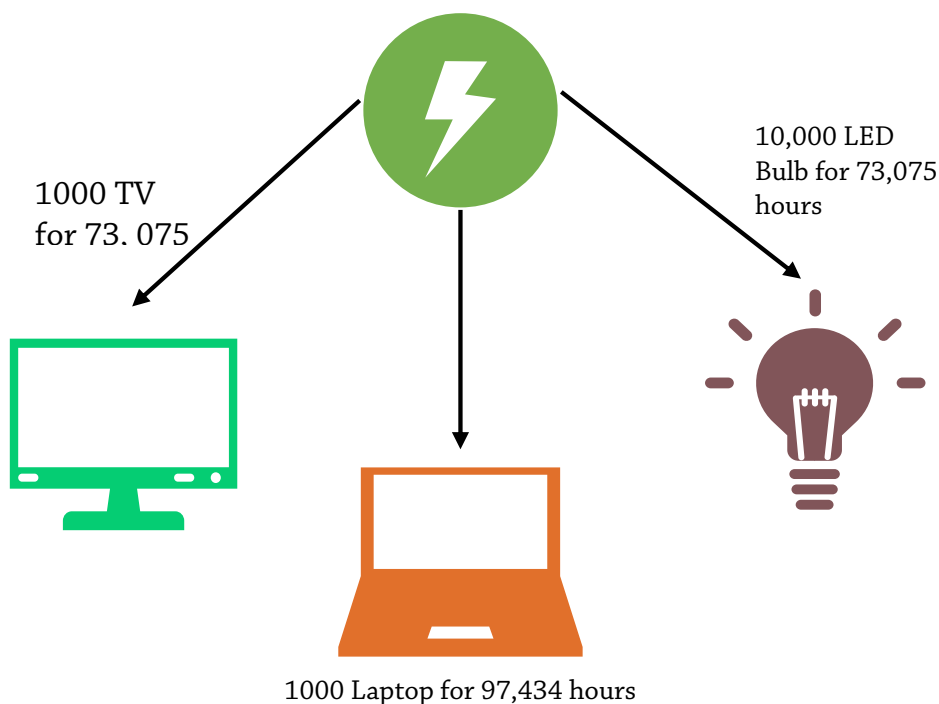 1000 TV
for 73, 075
10,000 LED
Bulb for 73,075
hours
1000 Laptop for 97,434 hours